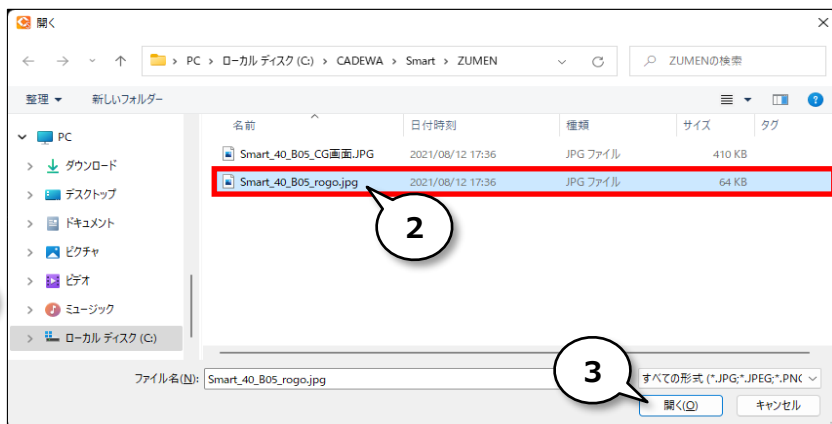 開く
PC › ローカル ディスク (C:) › CADEWA › Smart › ZUMEN
ZUMENの検索
整理 新しいフォルダー
名前 日付時刻 種類 サイズ タグ
PC
ダウンロード
デスクトップ
ドキュメント
ピクチャ
ビデオ
ミュージック
ローカル ディスク (C:)
Smart_40_B05_CG画面.JPG 2021/08/12 17:36 JPG ファイル 410 KB
Smart_40_B05_rogo.jpg 2021/08/12 17:36 JPG ファイル 64 KB
2
ファイル名(N): Smart_40_B05_rogo.jpg
3
すべての形式 (*.JPG;*.JPEG;*.PN(
開く(O) キャンセル